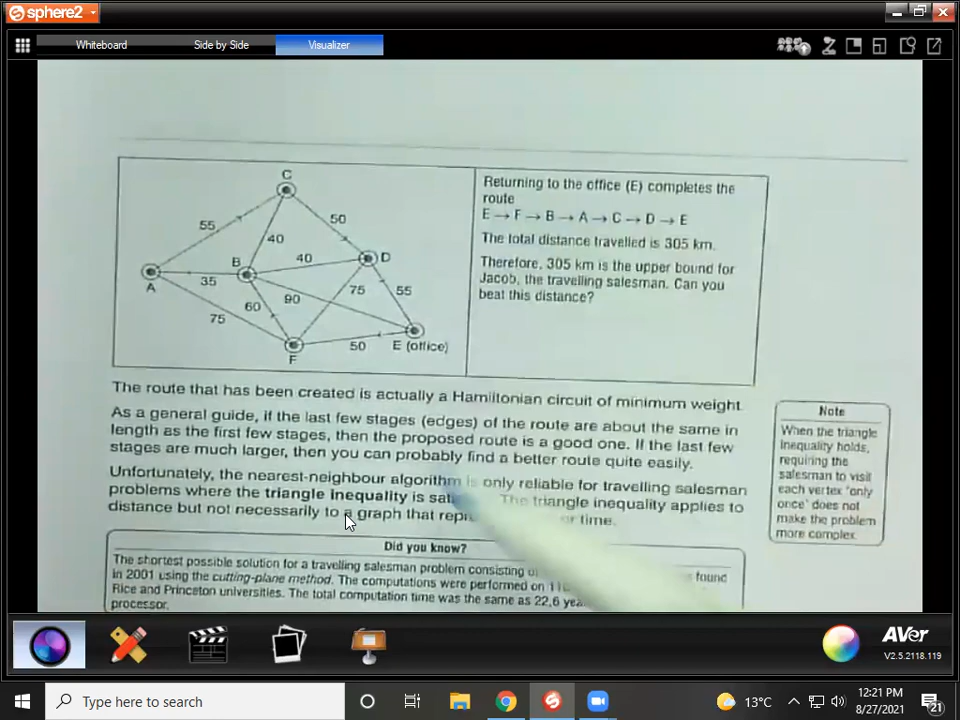 sphere2
Whiteboard
Side by Side
Visualizer
C
55
50
40
B
40
D
A
35
90
75
55
60
75
50
E (office)
F
Returning to the office (E) completes the
route
E → F → B → A → C → D → E
The total distance travelled is 305 km.
Therefore, 305 km is the upper bound for
Jacob, the travelling salesman. Can you
beat this distance?
The route that has been created is actually a Hamiltonian circuit of minimum weight.
As a general guide, if the last few stages (edges) of the route are about the same in
length as the first few stages, then the proposed route is a good one. If the last few
stages are much larger, then you can probably find a better route quite easily.
Unfortunately, the nearest-neighbour algorithm is only reliable for travelling salesman
problems where the triangle inequality is The triangle inequality applies to
distance but not necessarily to a graph that or time.
Note
When the triangle
inequality holds,
requiring the
salesman to visit
each vertex 'only
once' does not
make the problem
more complex.
Did you know?
The shortest possible solution for a travelling salesman problem consisting found
in 2001 using the cutting-plane method. The computations were performed on
Rice and Princeton universities. The total computation time was the same as 22,6
processor.
AVer
V2.5.2118.119
Type here to search
13°C
12:21 PM
8/27/2021
21